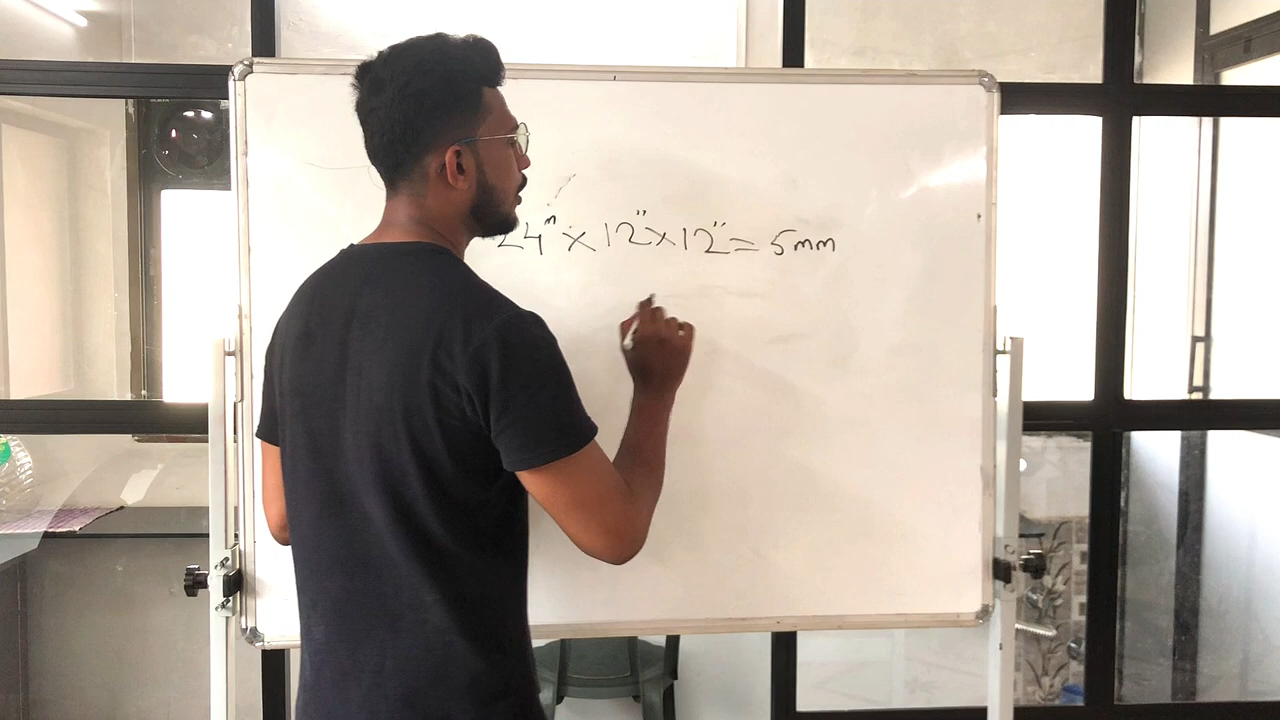 24" × 12" × 12" = 5mm